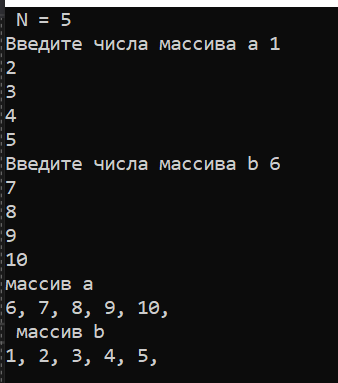 N = 5
Введите числа массива a 1
2
3
4
5
Введите числа массива b 6
7
8
9
10
массив a
6, 7, 8, 9, 10,
массив b
1, 2, 3, 4, 5,